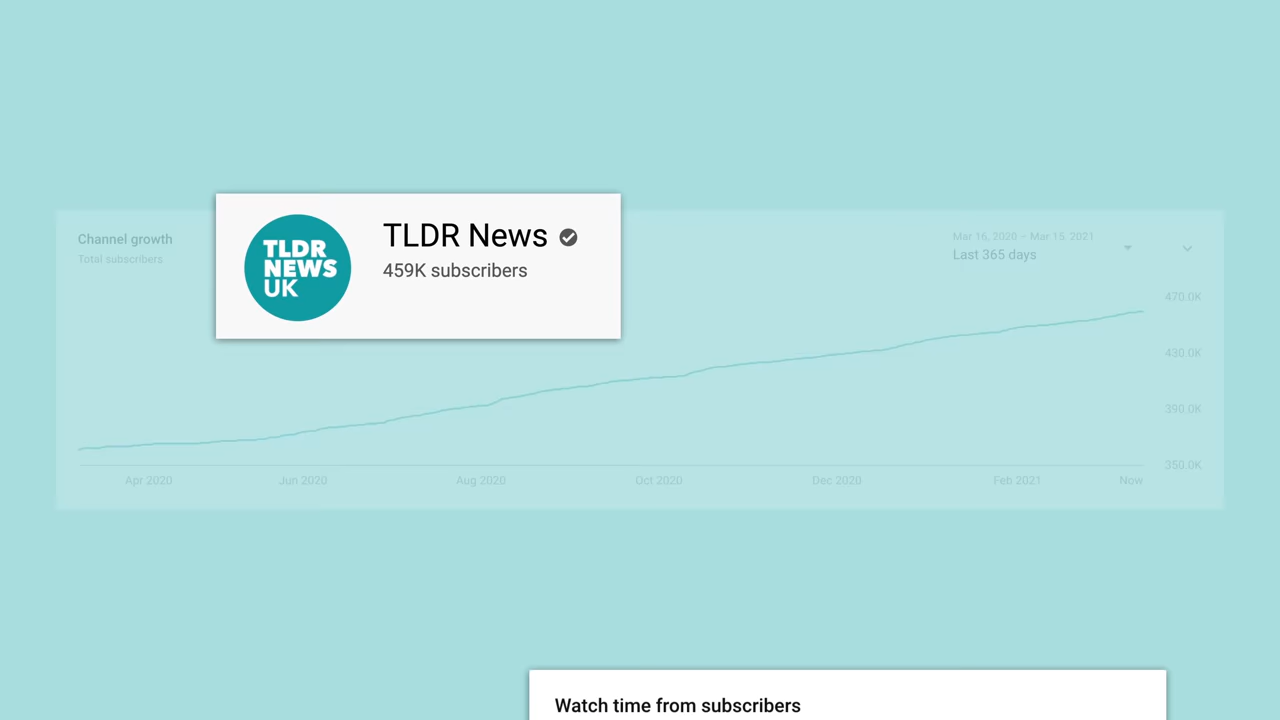 TLDR News
459K subscribers
TLDR
NEWS
UK
Channel growth
Total subscribers
Mar 16, 2020 – Mar 15, 2021
Last 365 days
470.0K
430.0K
390.0K
350.0K
Apr 2020
Jun 2020
Aug 2020
Oct 2020
Dec 2020
Feb 2021
Now
Watch time from subscribers